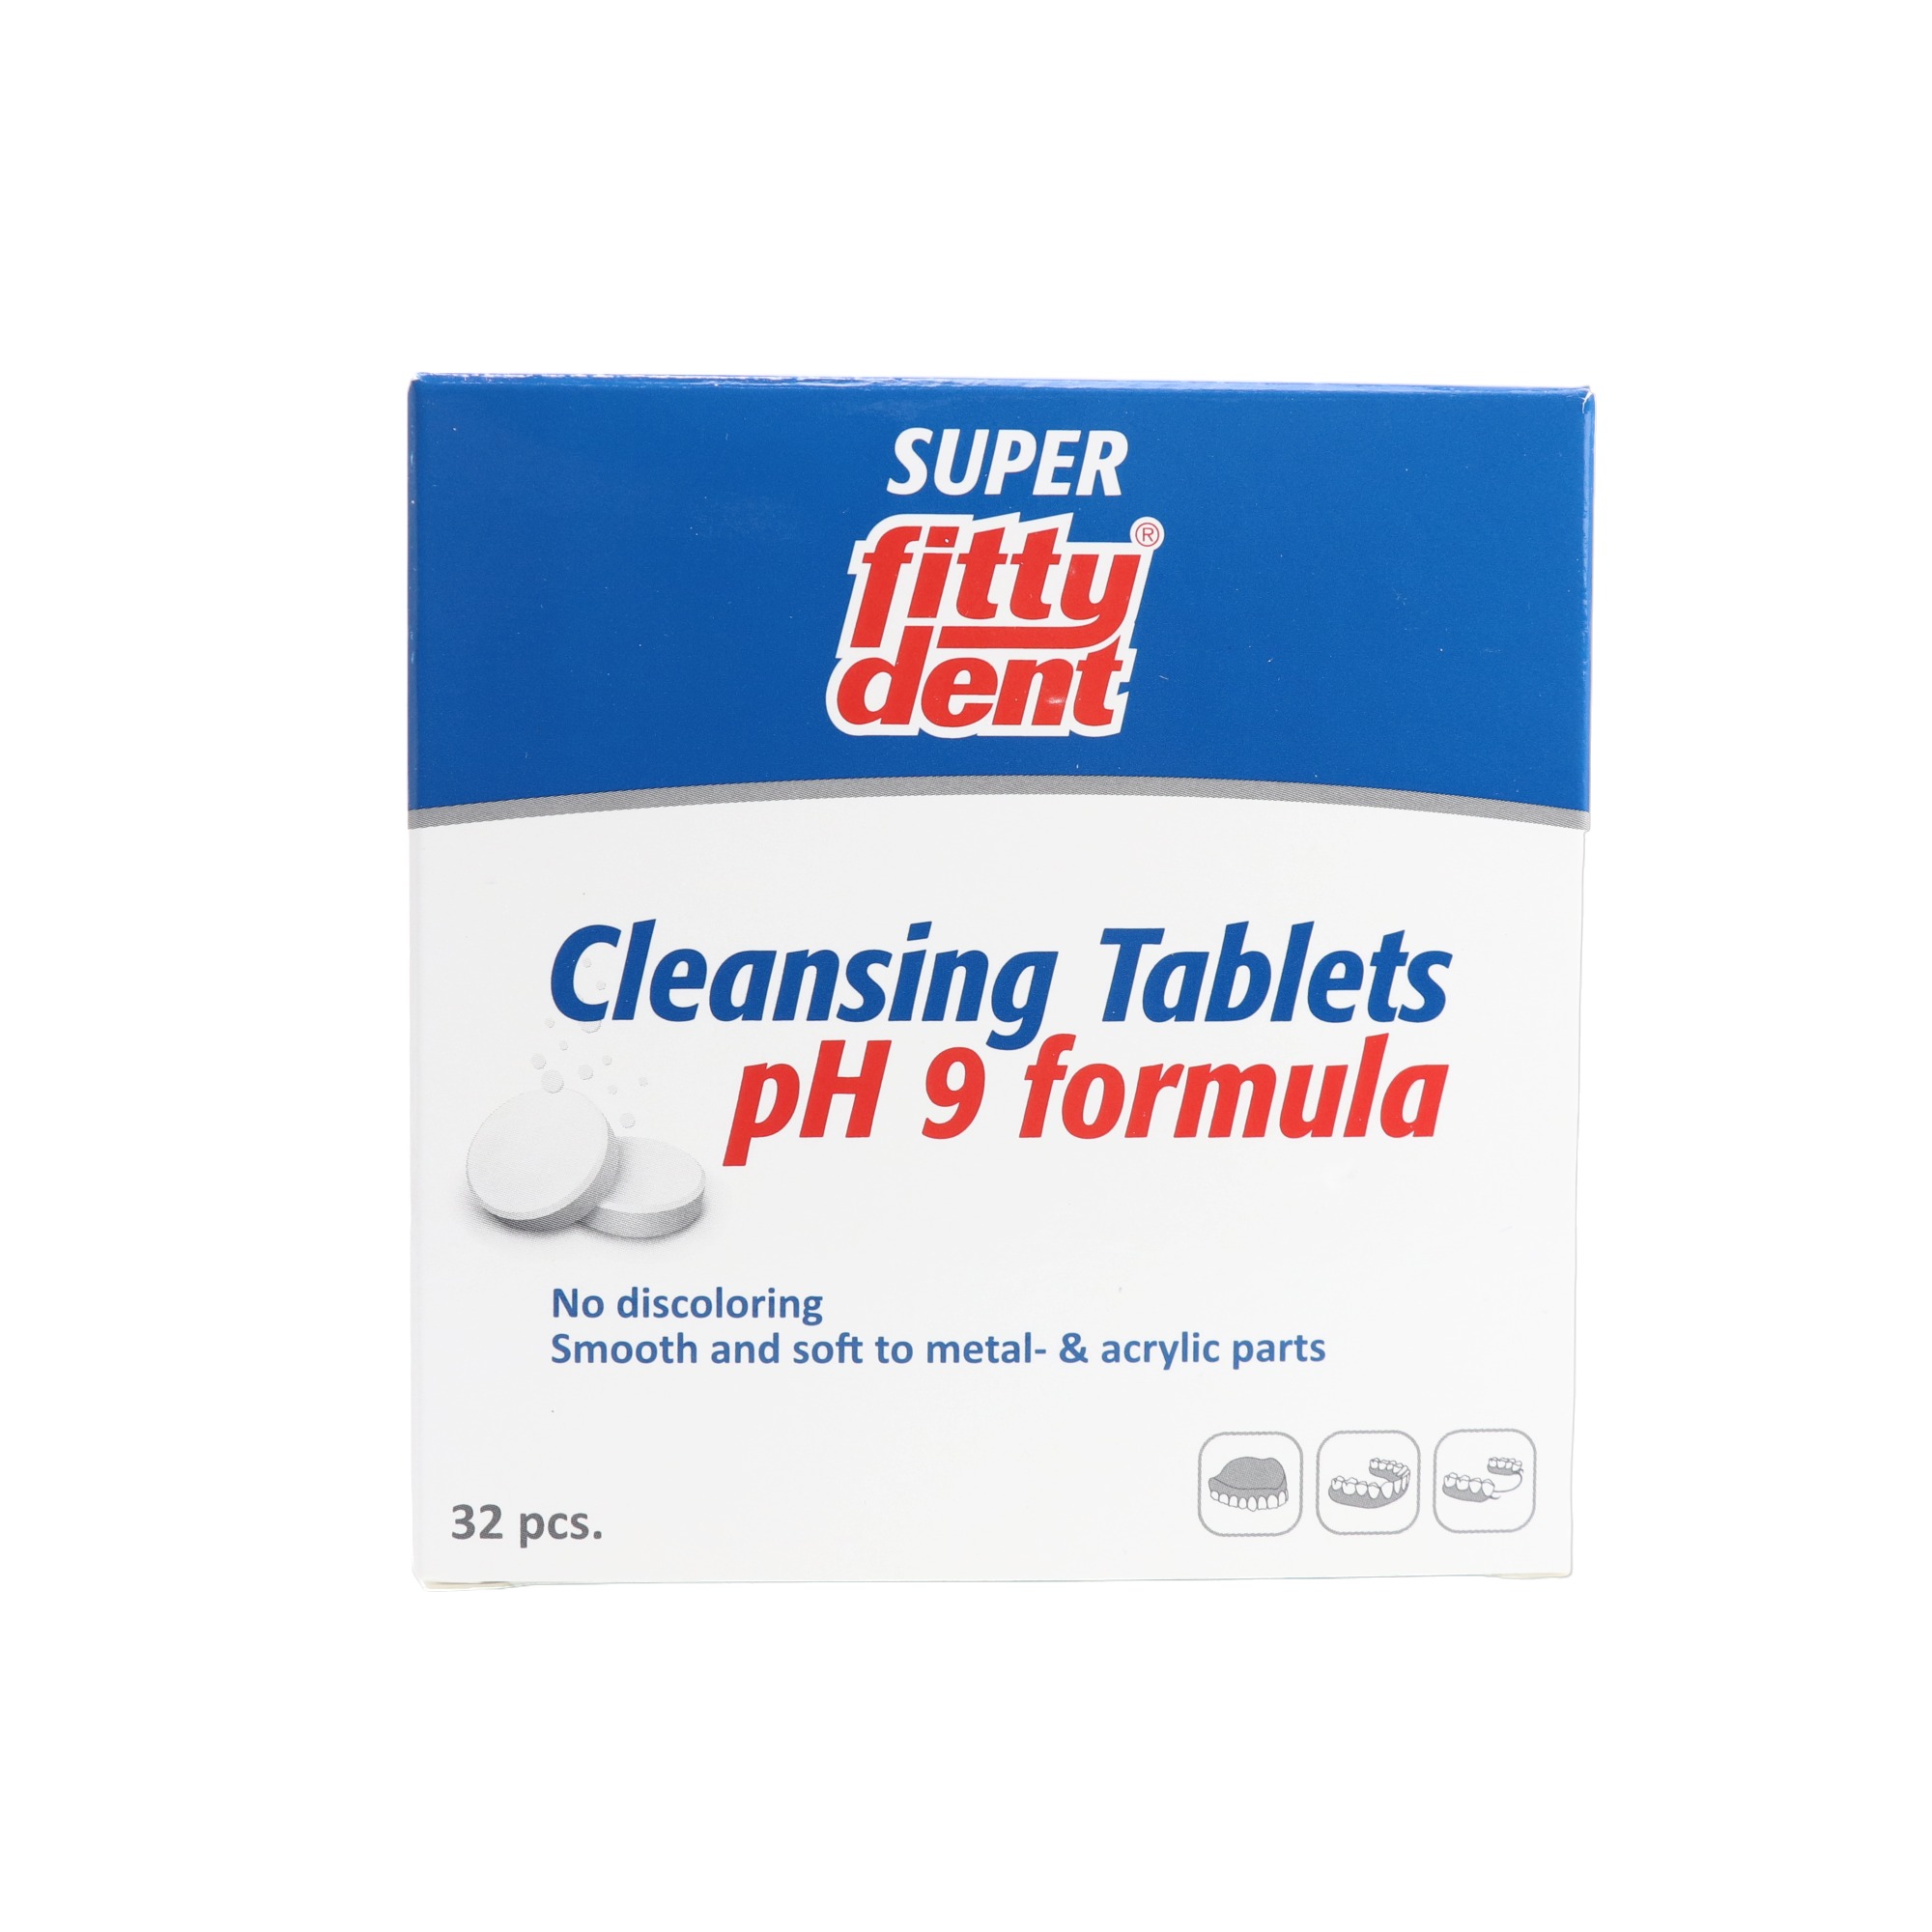 SUPER
fitty®
dent
Cleansing Tablets
pH 9 formula
No discoloring
Smooth and soft to metal- & acrylic parts
32 pcs.